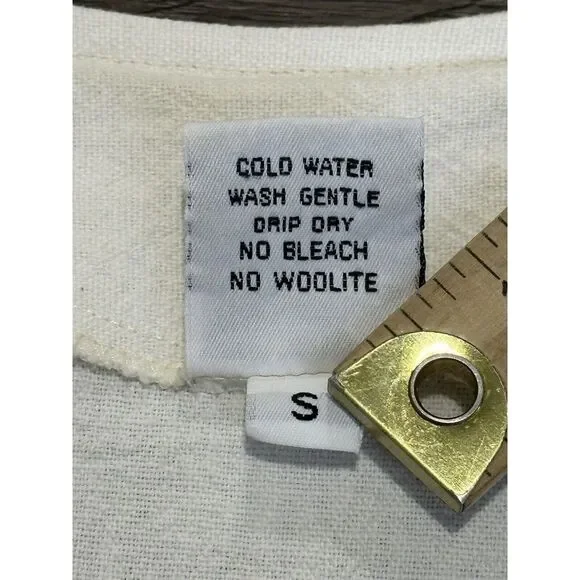 COLD WATER
WASH GENTLE
DRIP DRY
NO BLEACH
NO WOOLITE
S